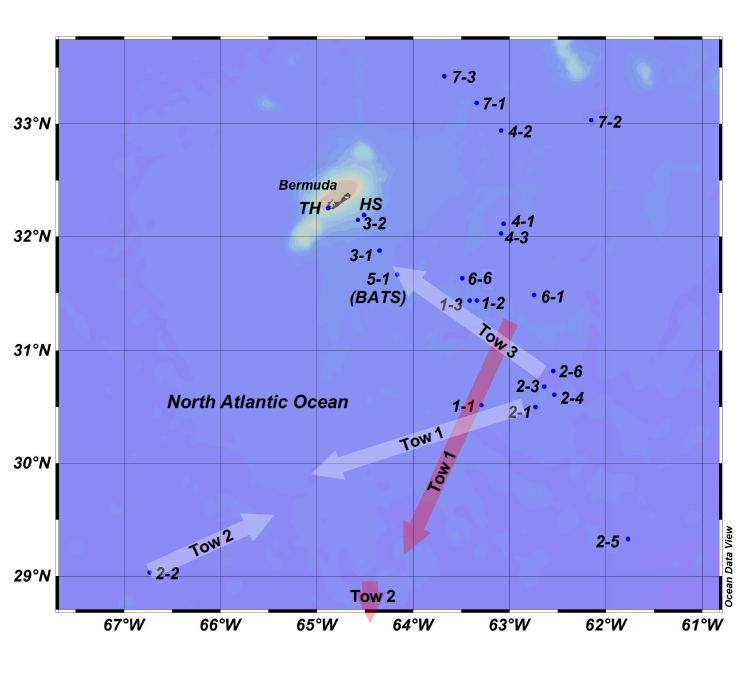 7-3
7-1
7-2
33°N
4-2
Bermuda
TH
HS
3-2
4-1
4-3
32°N
3-1
5-1
(BATS)
6-6
6-1
1-3
1-2
Tow 3
31°N
2-6
2-3
2-4
North Atlantic Ocean
1-1
2-1
Tow 1
Tow 1
30°N
Tow 2
2-5
2-2
29°N
Tow 2
67°W 66°W 65°W 64°W 63°W 62°W 61°W
Ocean Data View